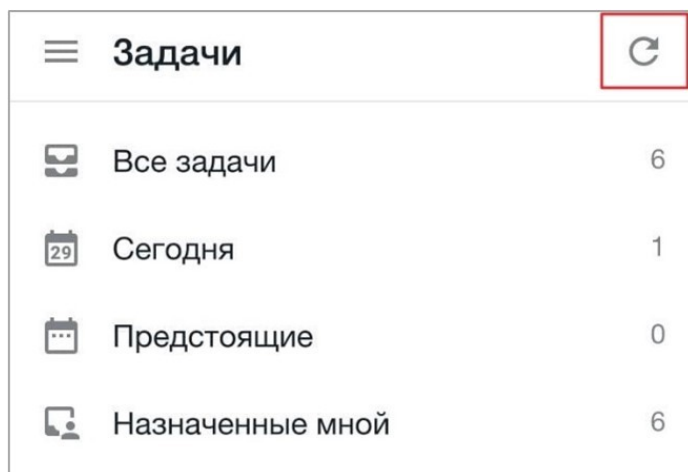 Задачи
Все задачи 6
29 Сегодня 1
Предстоящие 0
Назначенные мной 6